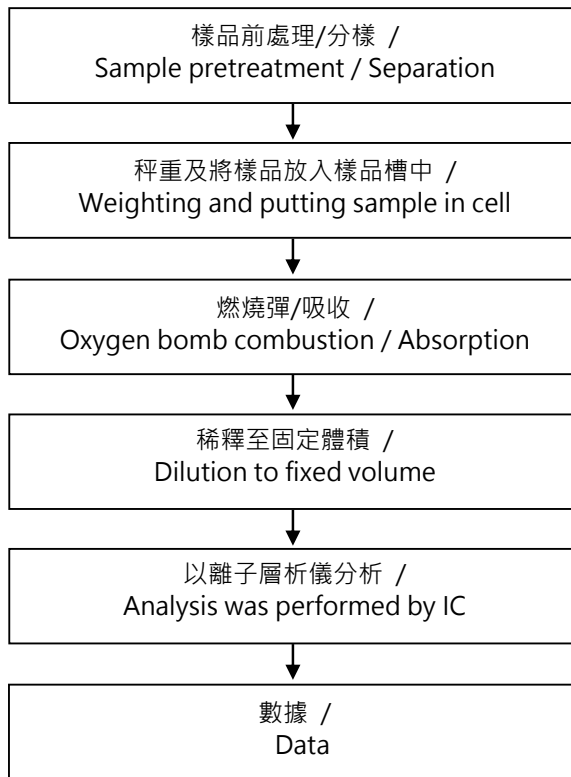 樣品前處理/分樣 /
Sample pretreatment / Separation
秤重及將樣品放入樣品槽中 /
Weighting and putting sample in cell
燃燒彈/吸收 /
Oxygen bomb combustion / Absorption
稀釋至固定體積 /
Dilution to fixed volume
以離子層析儀分析 /
Analysis was performed by IC
數據 /
Data